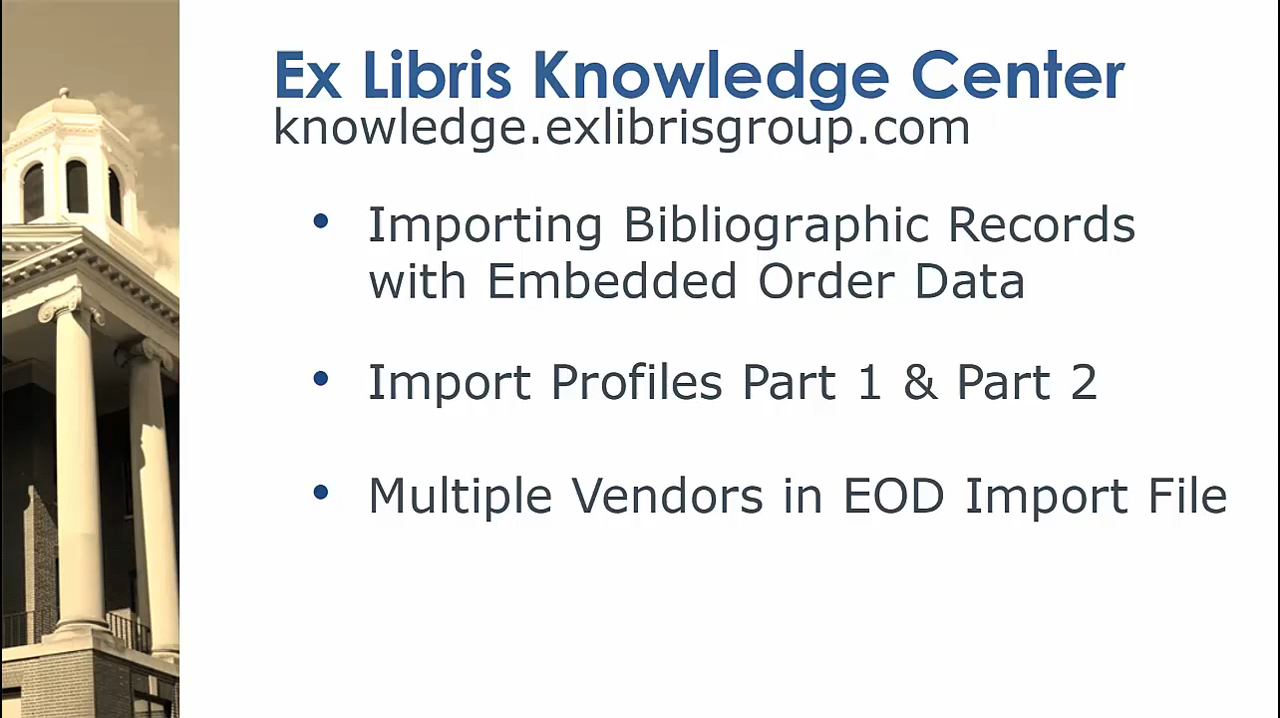 Ex Libris Knowledge Center
knowledge.exlibrisgroup.com
• Importing Bibliographic Records
with Embedded Order Data
• Import Profiles Part 1 & Part 2
• Multiple Vendors in EOD Import File